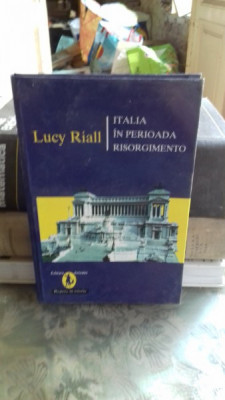 Lucy Riall
ITALIA
ÎN PERIOADA
RISORGIMENTO